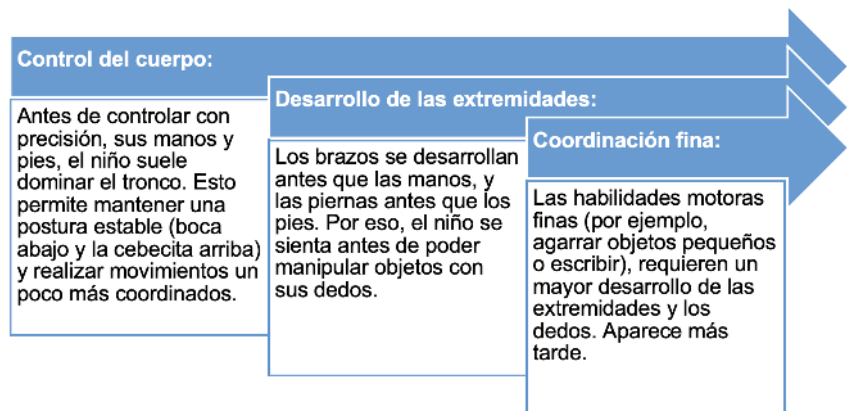 Control del cuerpo:
Antes de controlar con
precisión, sus manos y
pies, el niño suele
dominar el tronco. Esto
permite mantener una
postura estable (boca
abajo y la cebecita arriba)
y realizar movimientos un
poco más coordinados.
Desarrollo de las extremidades:
Los brazos se desarrollan
antes que las manos, y
las piernas antes que los
pies. Por eso, el niño se
sienta antes de poder
manipular objetos con
sus dedos.
Coordinación fina:
Las habilidades motoras
finas (por ejemplo,
agarrar objetos pequeños
o escribir), requieren un
mayor desarrollo de las
extremidades y los
dedos. Aparece más
tarde.